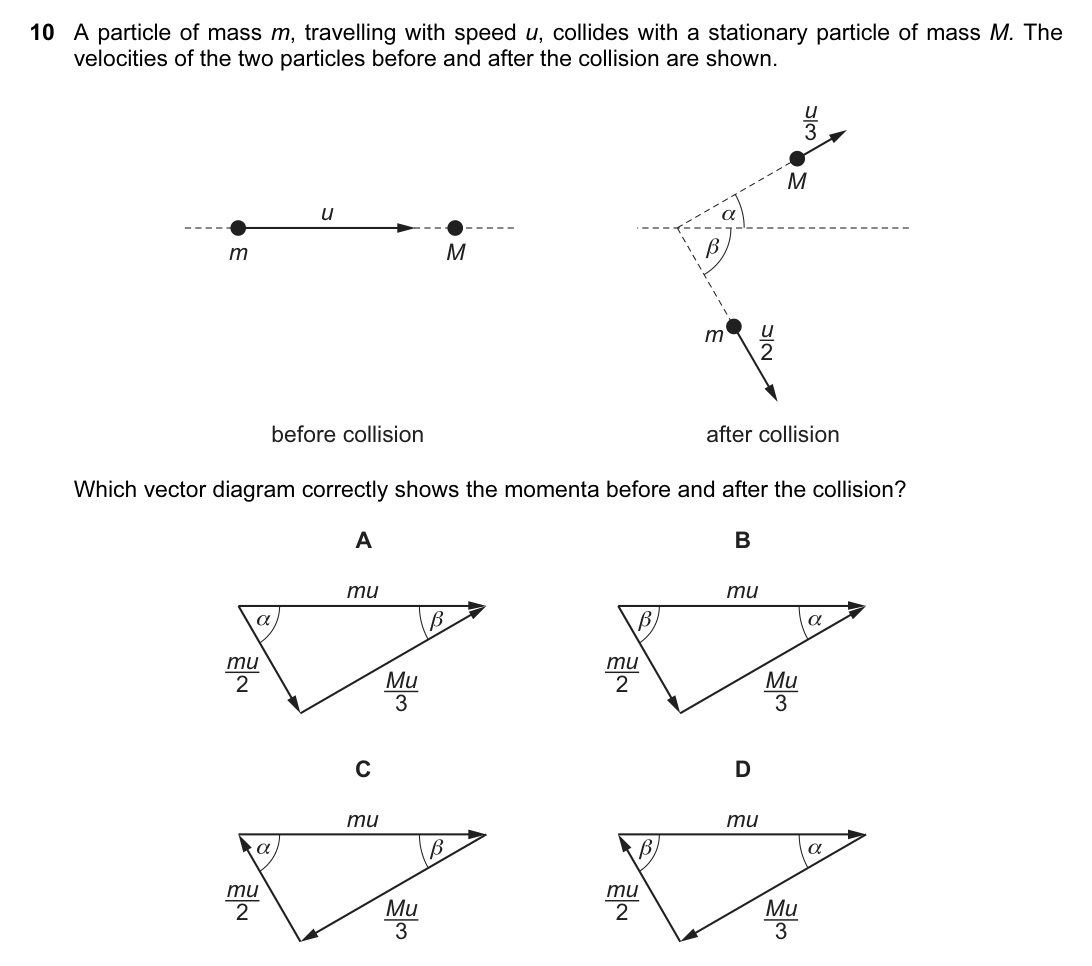 10 A particle of mass m, travelling with speed u, collides with a stationary particle of mass M. The
velocities of the two particles before and after the collision are shown.
u
3
M
u
α
m
M
β
m
u
2
before collision
after collision
Which vector diagram correctly shows the momenta before and after the collision?
A
B
mu
mu
α
β
β
α
mu
2
Mu
3
mu
2
Mu
3
C
D
mu
mu
α
β
β
α
mu
2
Mu
3
mu
2
Mu
3